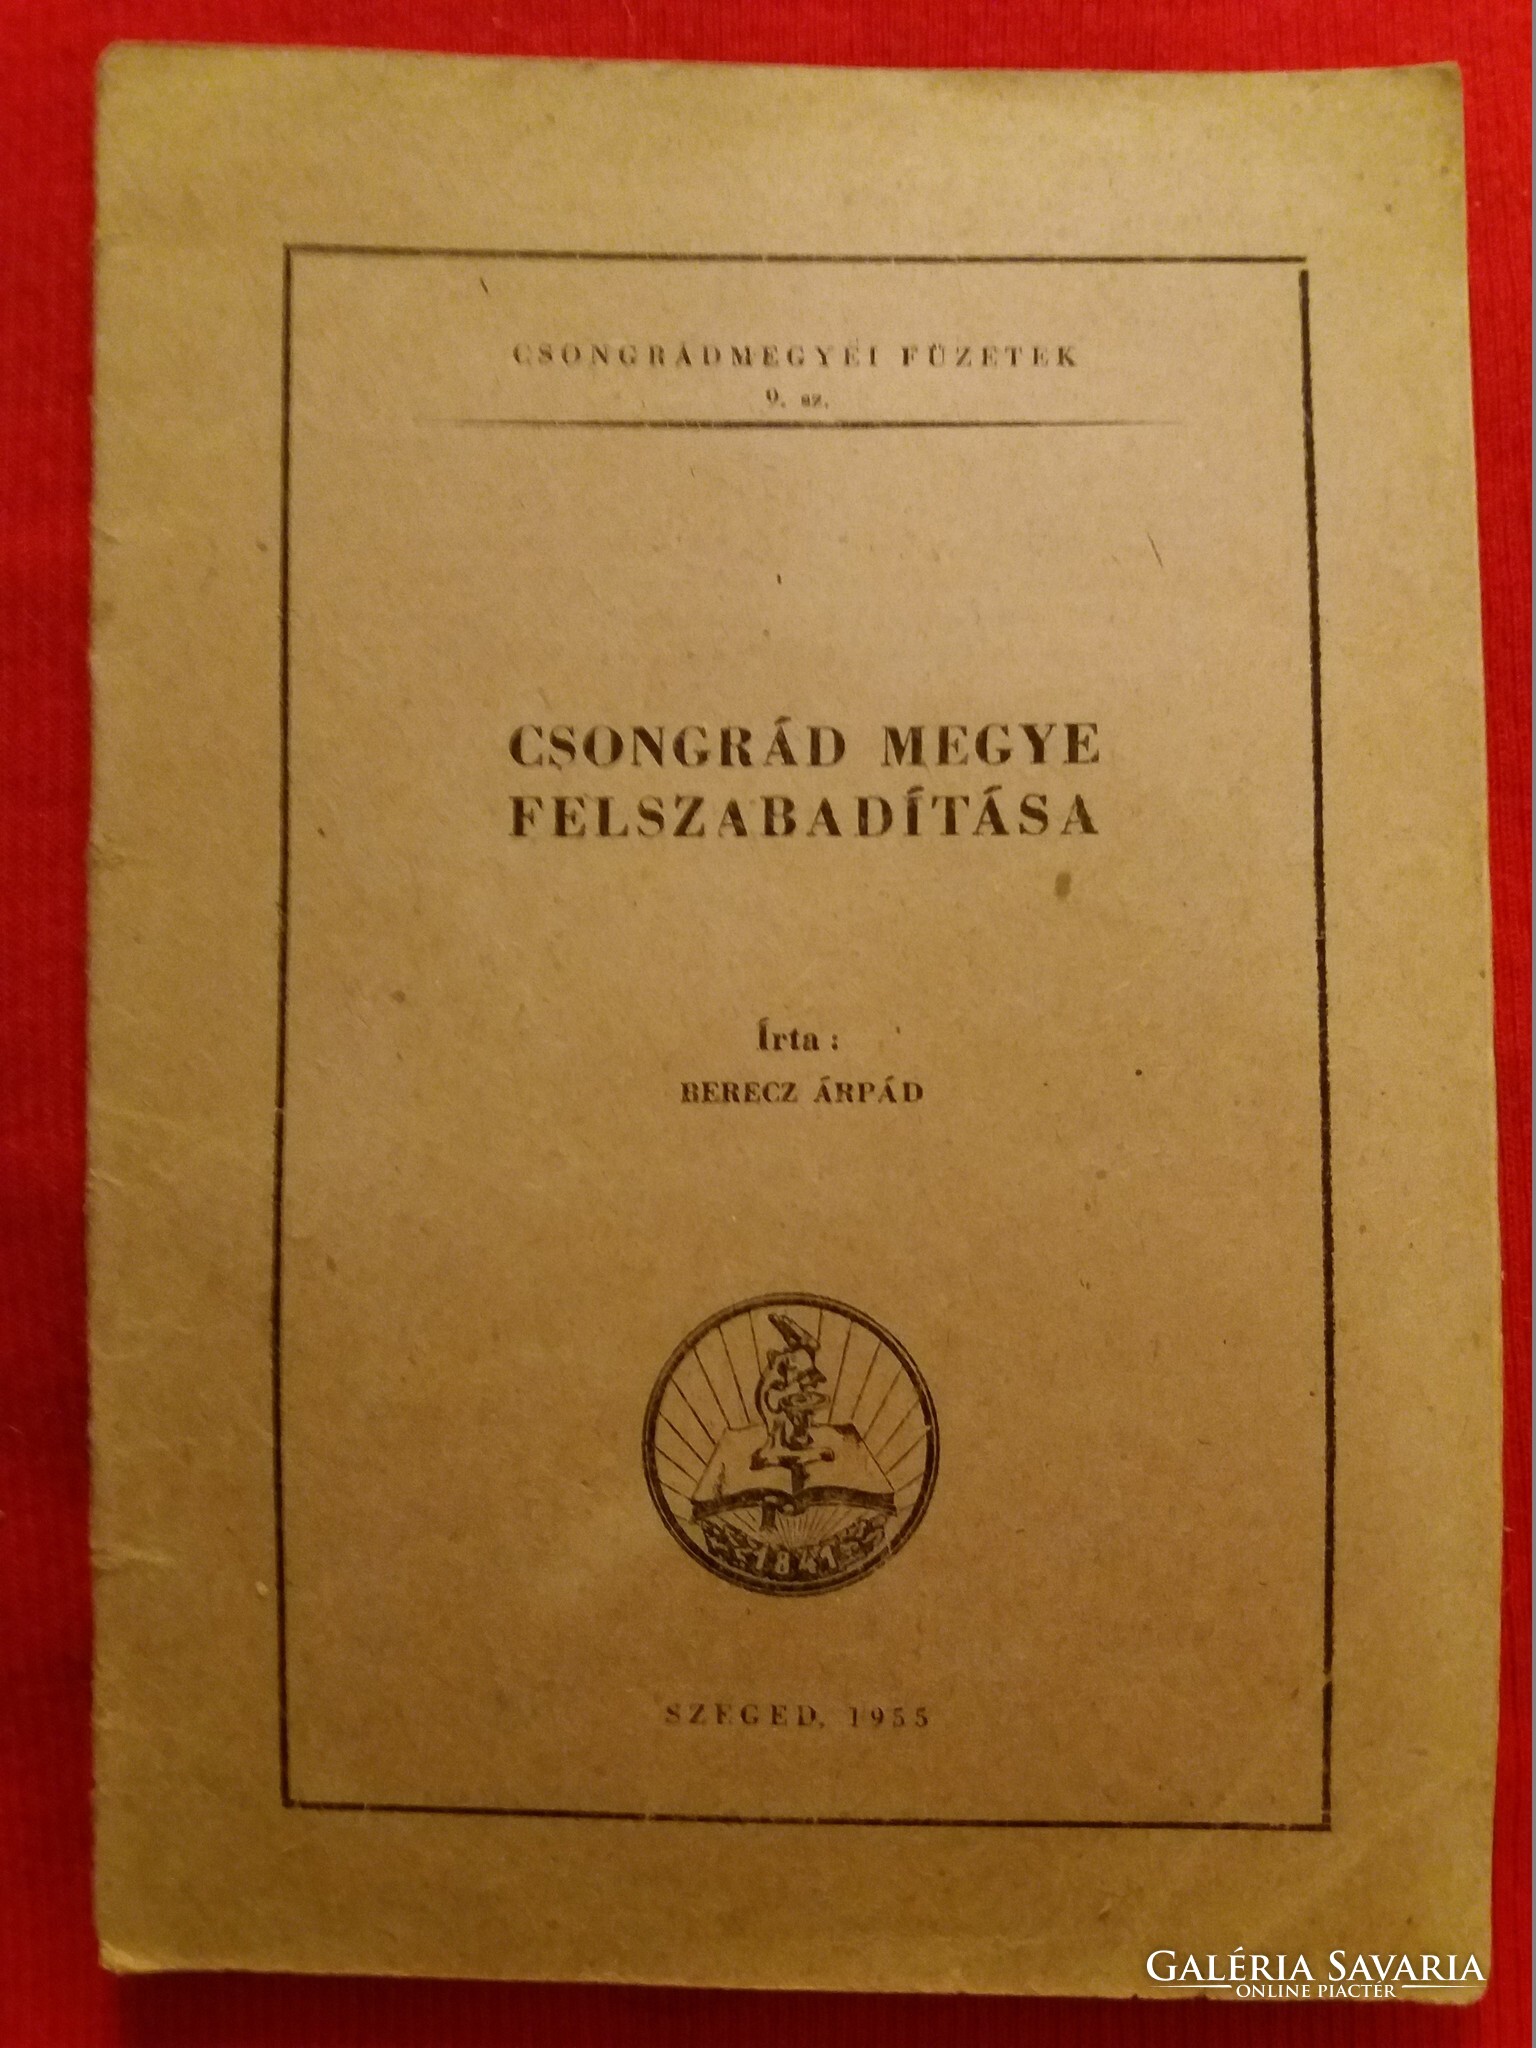 CSONGRÁDMEGYEI FÜZETEK
9. sz.
CSONGRÁD MEGYE
FELSZABADÍTÁSA
Írta :
BERECZ ÁRPÁD
1841
SZEGED, 1955
GALÉRIA SAVARIA
ONLINE PIACTÉR